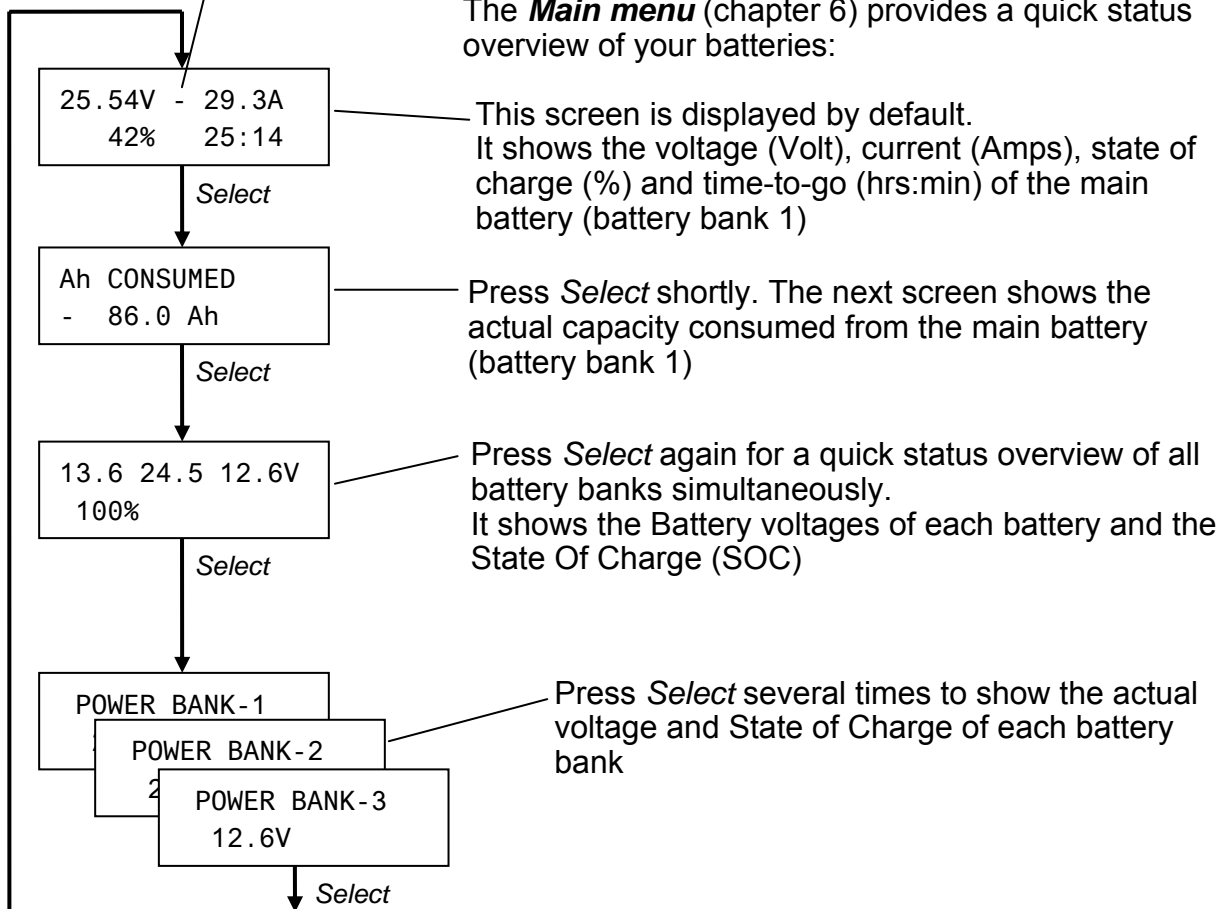 The Main menu (chapter 6) provides a quick status
overview of your batteries:
25.54V - 29.3A
42% 25:14
This screen is displayed by default.
It shows the voltage (Volt), current (Amps), state of
charge (%) and time-to-go (hrs:min) of the main
battery (battery bank 1)
Select
Ah CONSUMED
- 86.0 Ah
Press Select shortly. The next screen shows the
actual capacity consumed from the main battery
(battery bank 1)
Select
13.6 24.5 12.6V
100%
Press Select again for a quick status overview of all
battery banks simultaneously.
It shows the Battery voltages of each battery and the
State Of Charge (SOC)
Select
POWER BANK-1
POWER BANK-2
2
POWER BANK-3
12.6V
Press Select several times to show the actual
voltage and State of Charge of each battery
bank
Select